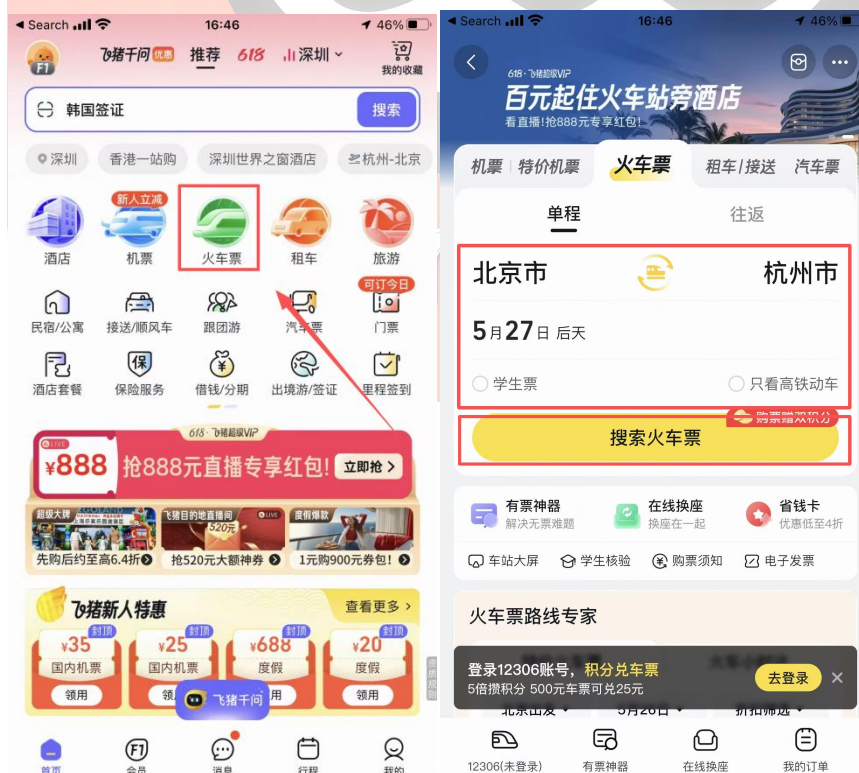 Search
16:46
46%
F1
飞猪千问 优惠
推荐
618
深圳
我的收藏
韩国签证
搜索
深圳
香港一站购
深圳世界之窗酒店
杭州-北京
新人立减
酒店
机票
火车票
租车
旅游
可订今日
民宿/公寓
接送/顺风车
跟团游
汽车票
门票
保
酒店套餐
保险服务
借钱/分期
出境游/签证
里程签到
618·飞猪超级VIP
LIVE
¥888
抢888元直播专享红包!
立即抢
超级大牌
飞猪目的地直播间
LIVE
度假爆款
520元
先购后约至高6.4折
抢520元大额神券
1元购900元券包!
飞猪新人特惠
查看更多
封顶
封顶
封顶
封顶
¥35
¥25
¥688
¥20
国内机票
国内机票
度假
度假
领用
领
用
领用
飞猪千问
资质规则
首页
F1
会员
消息
行程
我的
Search
16:46
46%
618·飞猪超级VIP
百元起住火车站旁酒店
看直播!抢888元专享红包!
机票
特价机票
火车票
租车/接送
汽车票
单程
往返
北京市
杭州市
5月27日 后天
学生票
只看高铁动车
购票赠双积分
搜索火车票
有票神器
解决无票难题
在线换座
换座在一起
省钱卡
优惠低至4折
车站大屏
学生核验
购票须知
电子发票
火车票路线专家
登录12306账号，积分兑车票
5倍攒积分 500元车票可兑25元
去登录
北京出发
5月26日
折扣筛选
12306(未登录)
有票神器
在线换座
我的订单